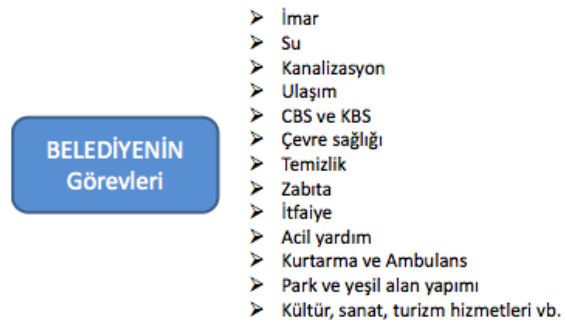 BELEDİYENİN
Görevleri
➢ İmar
➢ Su
➢ Kanalizasyon
➢ Ulaşım
➢ CBS ve KBS
➢ Çevre sağlığı
➢ Temizlik
➢ Zabıta
➢ İtfaiye
➢ Acil yardım
➢ Kurtarma ve Ambulans
➢ Park ve yeşil alan yapımı
➢ Kültür, sanat, turizm hizmetleri vb.